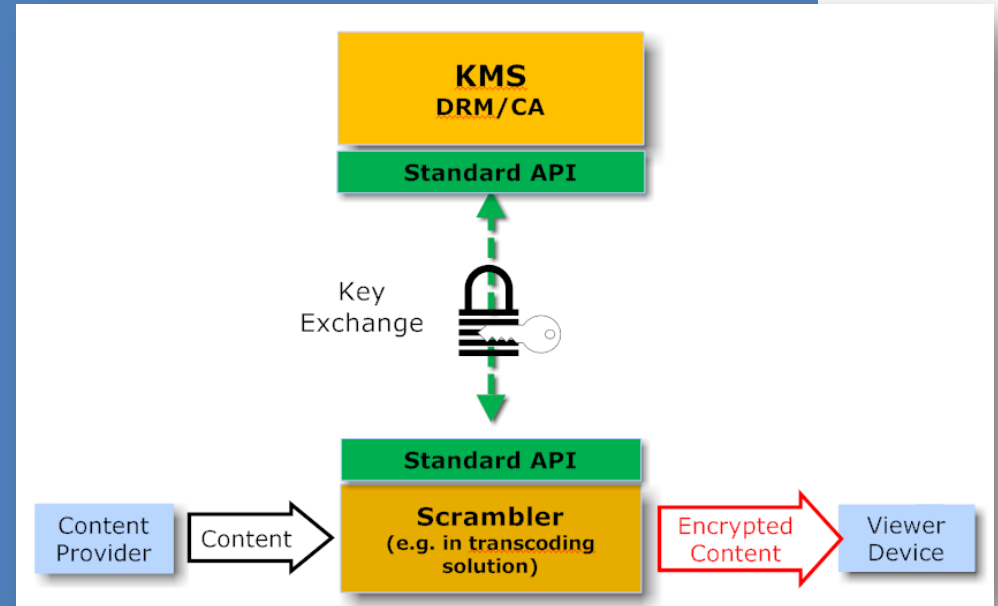 KMS
DRM/CA
Standard API
Key
Exchange
Standard API
Content
Provider
Content
Scrambler
(e.g. in transcoding
solution)
Encrypted
Content
Viewer
Device